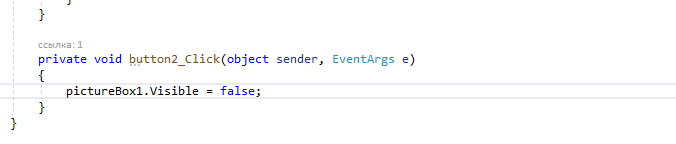 }
ссылка: 1
private void button2_Click(object sender, EventArgs e)
{
pictureBox1.Visible = false;
}
}